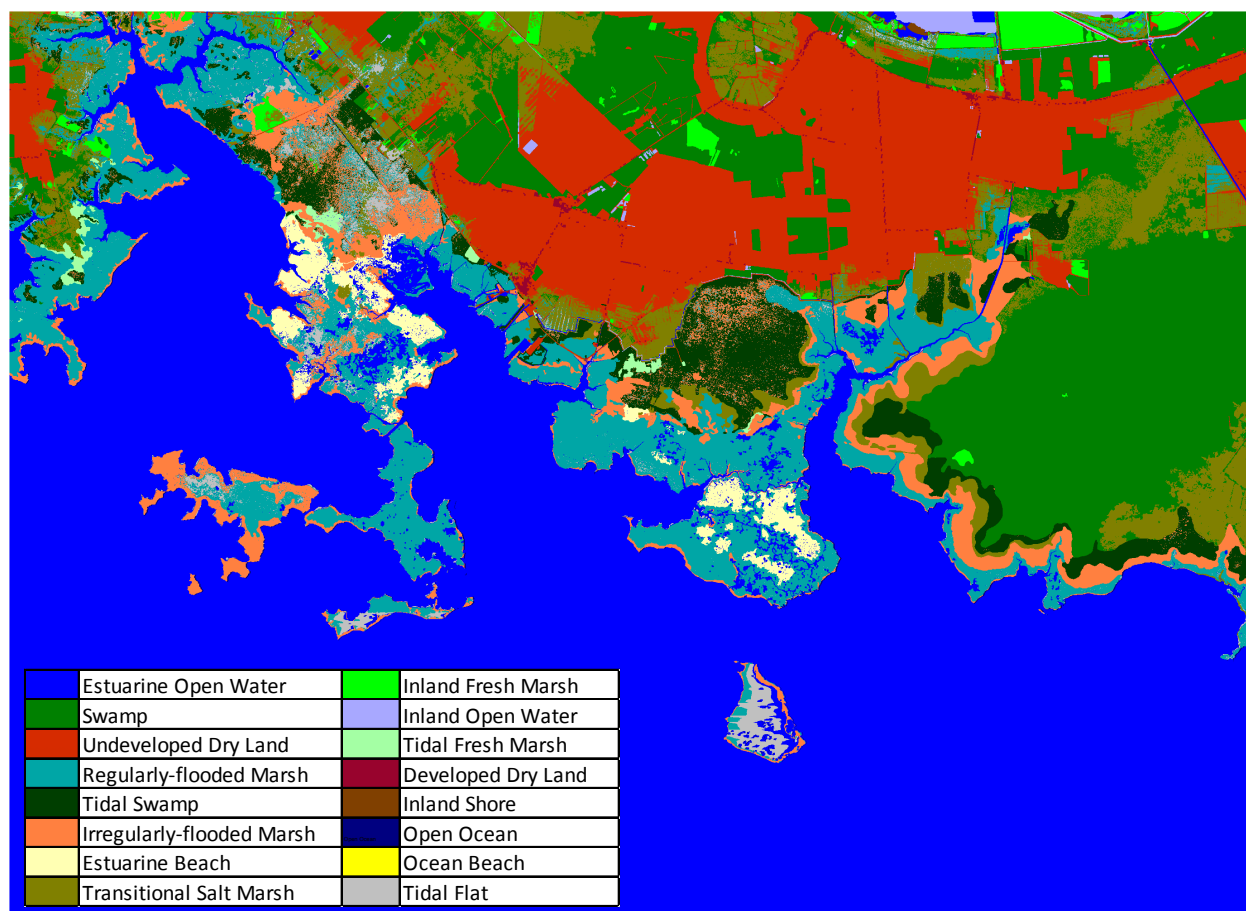 Estuarine Open Water Inland Fresh Marsh
Swamp Inland Open Water
Undeveloped Dry Land Tidal Fresh Marsh
Regularly-flooded Marsh Developed Dry Land
Tidal Swamp Inland Shore
Irregularly-flooded Marsh Open Ocean
Estuarine Beach Ocean Beach
Transitional Salt Marsh Tidal Flat